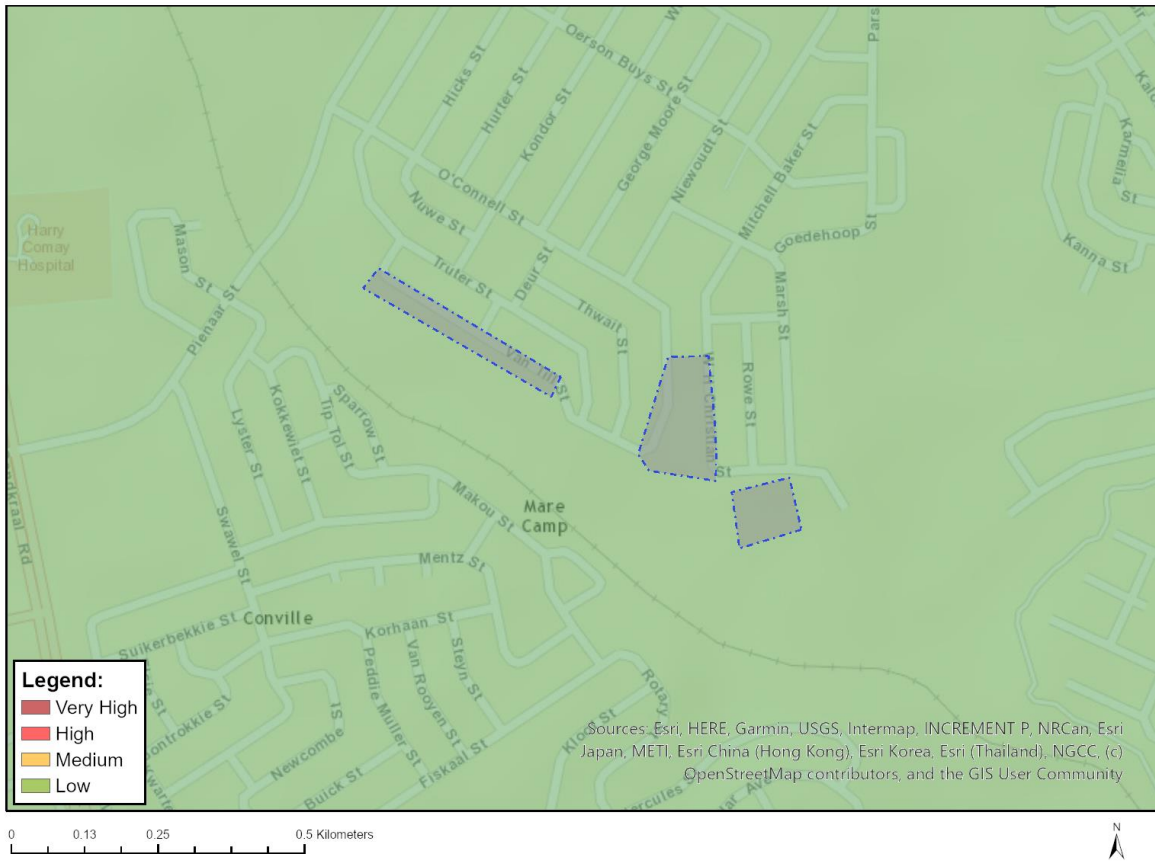 Oerson Buys St
Hicks St
Hurter St
Kondor St
George Moore St
Niewoudt St
Mitchell Baker St
Karmelia St
Kanna St
Goedehoop St
O'Connell St
Nuwe St
Harry
Comay
Hospital
Mason St
Truter St
Deur St
Marsh St
Plenaar St
Thwait St
Van St
Rowe St
Sparrow St
Tip Tol St
Kokkewiet St
Lyster St
St
Makou St
Mare
Camp
Swawel St
Mentz St
Conville
Suikerbekkie St
Korhaan St
Steyn St
Van Rooyen St
Peddie Muller St
Rotary
Newcombe St
Fiskaal St
Buick St
Legend:
Very High
High
Medium
Low
Sources: Esri, HERE, Garmin, USGS, Intermap, INCREMENT P, NRCan, Esri
Japan, METI, Esri China (Hong Kong), Esri Korea, Esri (Thailand), NGCC, (c)
OpenStreetMap contributors, and the GIS User Community
0 0.13 0.25 0.5 Kilometers
N